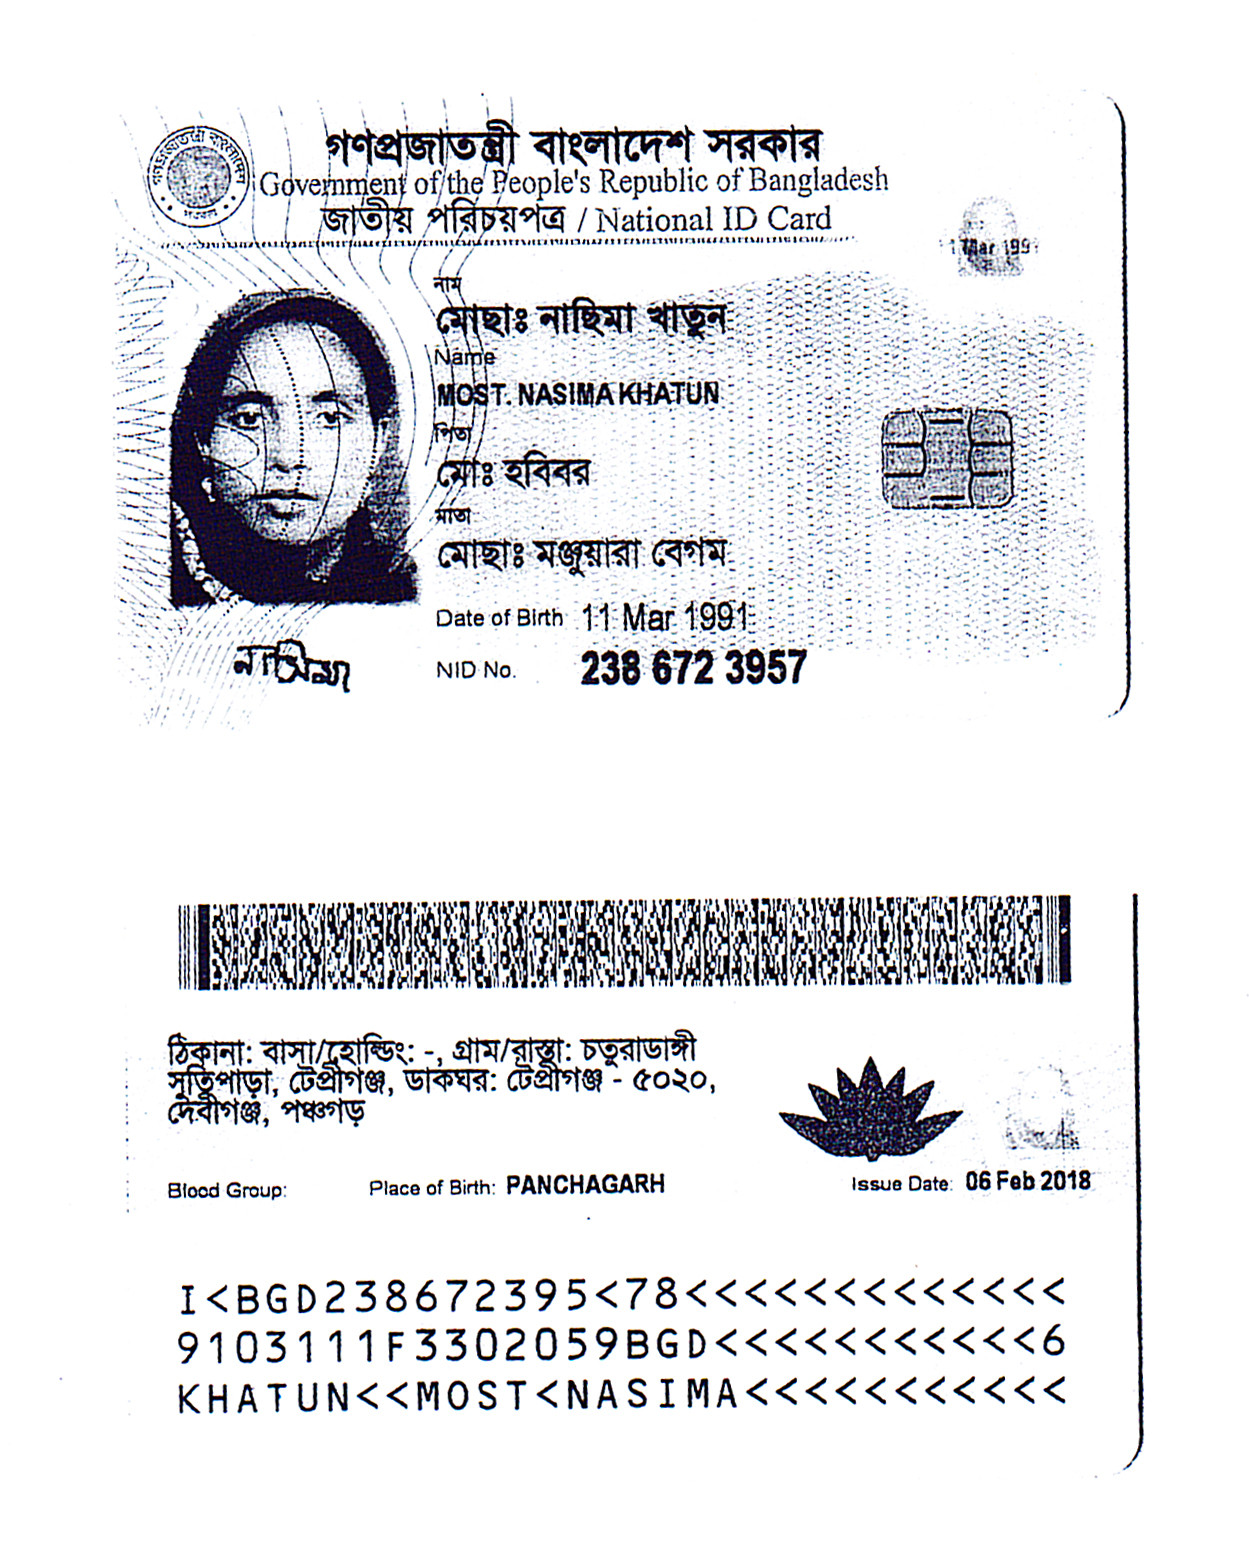 গণপ্রজাতন্ত্রী বাংলাদেশ সরকার
Government of the People's Republic of Bangladesh
জাতীয় পরিচয়পত্র / National ID Card
নাম
মোছাঃ নাছিমা খাতুন
Name
MOST. NASIMA KHATUN
পিতা
মোঃ হবিবর
মাতা
মোছাঃ মঞ্জুয়ারা বেগম
Date of Birth 11 Mar 1991
NID No. 238 672 3957
নাসিমা
ঠিকানা: বাসা/হোল্ডিং: -, গ্রাম/রাস্তা: চতুরাডাঙ্গী
সুতিপাড়া, টেপ্রীগঞ্জ, ডাকঘর: টেপ্রীগঞ্জ - ৫০২০,
দেবীগঞ্জ, পঞ্চগড়
Blood Group: Place of Birth: PANCHAGARH Issue Date: 06 Feb 2018
I<BGD238672395<78<<<<<<<<<<<<<
9103111F3302059BGD<<<<<<<<<<<6
KHATUN<<MOST<NASIMA<<<<<<<<<<<